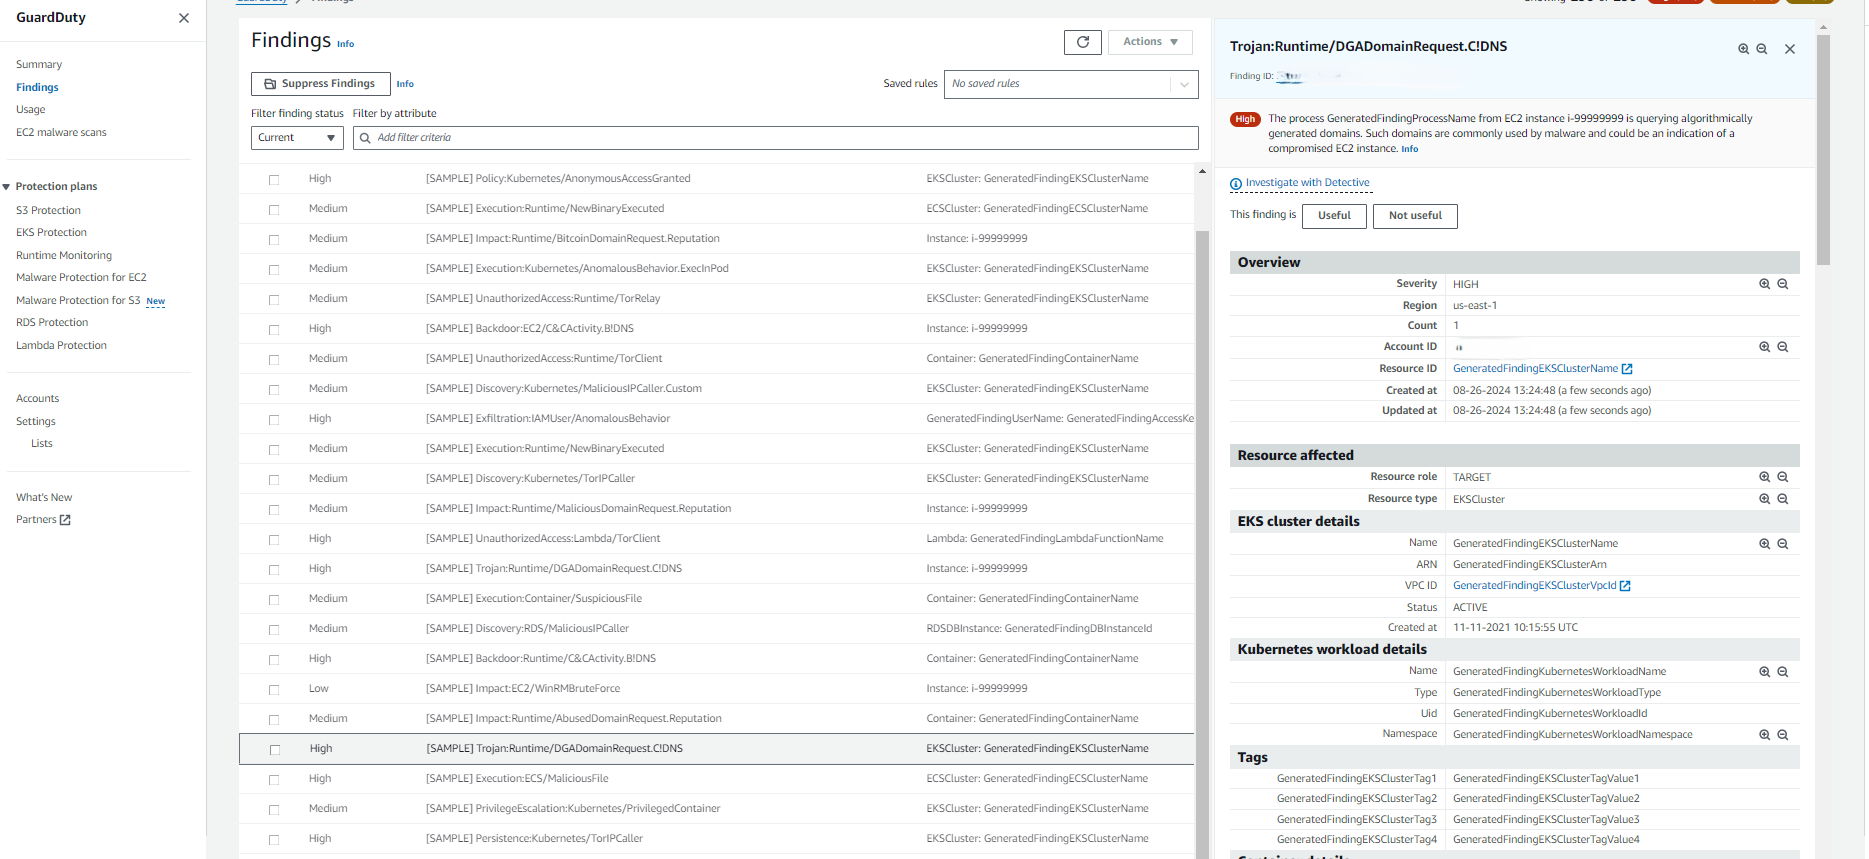 GuardDuty
Summary
Findings
Usage
EC2 malware scans
Protection plans
S3 Protection
EKS Protection
Runtime Monitoring
Malware Protection for EC2
Malware Protection for S3 New
RDS Protection
Lambda Protection
Accounts
Settings
Lists
What's New
Partners
Findings Info
Actions
Suppress Findings Info
Saved rules No saved rules
Filter finding status Filter by attribute
Current Add filter criteria
High [SAMPLE] Policy:Kubernetes/AnonymousAccessGranted EKSCluster: GeneratedFindingEKSClusterName
Medium [SAMPLE] Execution:Runtime/NewBinaryExecuted ECSCluster: GeneratedFindingECSClusterName
Medium [SAMPLE] Impact:Runtime/BitcoinDomainRequest.Reputation Instance: i-99999999
Medium [SAMPLE] Execution:Kubernetes/AnomalousBehavior.ExecInPod EKSCluster: GeneratedFindingEKSClusterName
Medium [SAMPLE] UnauthorizedAccess:Runtime/TorRelay EKSCluster: GeneratedFindingEKSClusterName
High [SAMPLE] Backdoor:EC2/C&CActivity.B!DNS Instance: i-99999999
Medium [SAMPLE] UnauthorizedAccess:Runtime/TorClient Container: GeneratedFindingContainerName
Medium [SAMPLE] Discovery:Kubernetes/MaliciousIPCaller.Custom EKSCluster: GeneratedFindingEKSClusterName
High [SAMPLE] Exfiltration:IAMUser/AnomalousBehavior GeneratedFindingUserName: GeneratedFindingAccessKe
Medium [SAMPLE] Execution:Runtime/NewBinaryExecuted EKSCluster: GeneratedFindingEKSClusterName
Medium [SAMPLE] Discovery:Kubernetes/TorIPCaller EKSCluster: GeneratedFindingEKSClusterName
Medium [SAMPLE] Impact:Runtime/MaliciousDomainRequest.Reputation Instance: i-99999999
High [SAMPLE] UnauthorizedAccess:Lambda/TorClient Lambda: GeneratedFindingLambdaFunctionName
High [SAMPLE] Trojan:Runtime/DGADomainRequest.C!DNS Instance: i-99999999
Medium [SAMPLE] Execution:Container/SuspiciousFile Container: GeneratedFindingContainerName
Medium [SAMPLE] Discovery:RDS/MaliciousIPCaller RDSDBInstance: GeneratedFindingDBInstanceId
High [SAMPLE] Backdoor:Runtime/C&CActivity.B!DNS Container: GeneratedFindingContainerName
Low [SAMPLE] Impact:EC2/WinRMBruteForce Instance: i-99999999
Medium [SAMPLE] Impact:Runtime/AbusedDomainRequest.Reputation Container: GeneratedFindingContainerName
High [SAMPLE] Trojan:Runtime/DGADomainRequest.C!DNS EKSCluster: GeneratedFindingEKSClusterName
High [SAMPLE] Execution:ECS/MaliciousFile ECSCluster: GeneratedFindingECSClusterName
Medium [SAMPLE] PrivilegeEscalation:Kubernetes/PrivilegedContainer EKSCluster: GeneratedFindingEKSClusterName
High [SAMPLE] Persistence:Kubernetes/TorIPCaller EKSCluster: GeneratedFindingEKSClusterName
Trojan:Runtime/DGADomainRequest.C!DNS
Finding ID:
High The process GeneratedFindingProcessName from EC2 instance i-99999999 is querying algorithmically
generated domains. Such domains are commonly used by malware and could be an indication of a
compromised EC2 instance. Info
Investigate with Detective
This finding is Useful Not useful
Overview
Severity HIGH
Region us-east-1
Count 1
Account ID
Resource ID GeneratedFindingEKSClusterName
Created at 08-26-2024 13:24:48 (a few seconds ago)
Updated at 08-26-2024 13:24:48 (a few seconds ago)
Resource affected
Resource role TARGET
Resource type EKSCluster
EKS cluster details
Name GeneratedFindingEKSClusterName
ARN GeneratedFindingEKSClusterArn
VPC ID GeneratedFindingEKSClusterVpcId
Status ACTIVE
Created at 11-11-2021 10:15:55 UTC
Kubernetes workload details
Name GeneratedFindingKubernetesWorkloadName
Type GeneratedFindingKubernetesWorkloadType
Uid GeneratedFindingKubernetesWorkloadId
Namespace GeneratedFindingKubernetesWorkloadNamespace
Tags
GeneratedFindingEKSClusterTag1 GeneratedFindingEKSClusterTagValue1
GeneratedFindingEKSClusterTag2 GeneratedFindingEKSClusterTagValue2
GeneratedFindingEKSClusterTag3 GeneratedFindingEKSClusterTagValue3
GeneratedFindingEKSClusterTag4 GeneratedFindingEKSClusterTagValue4